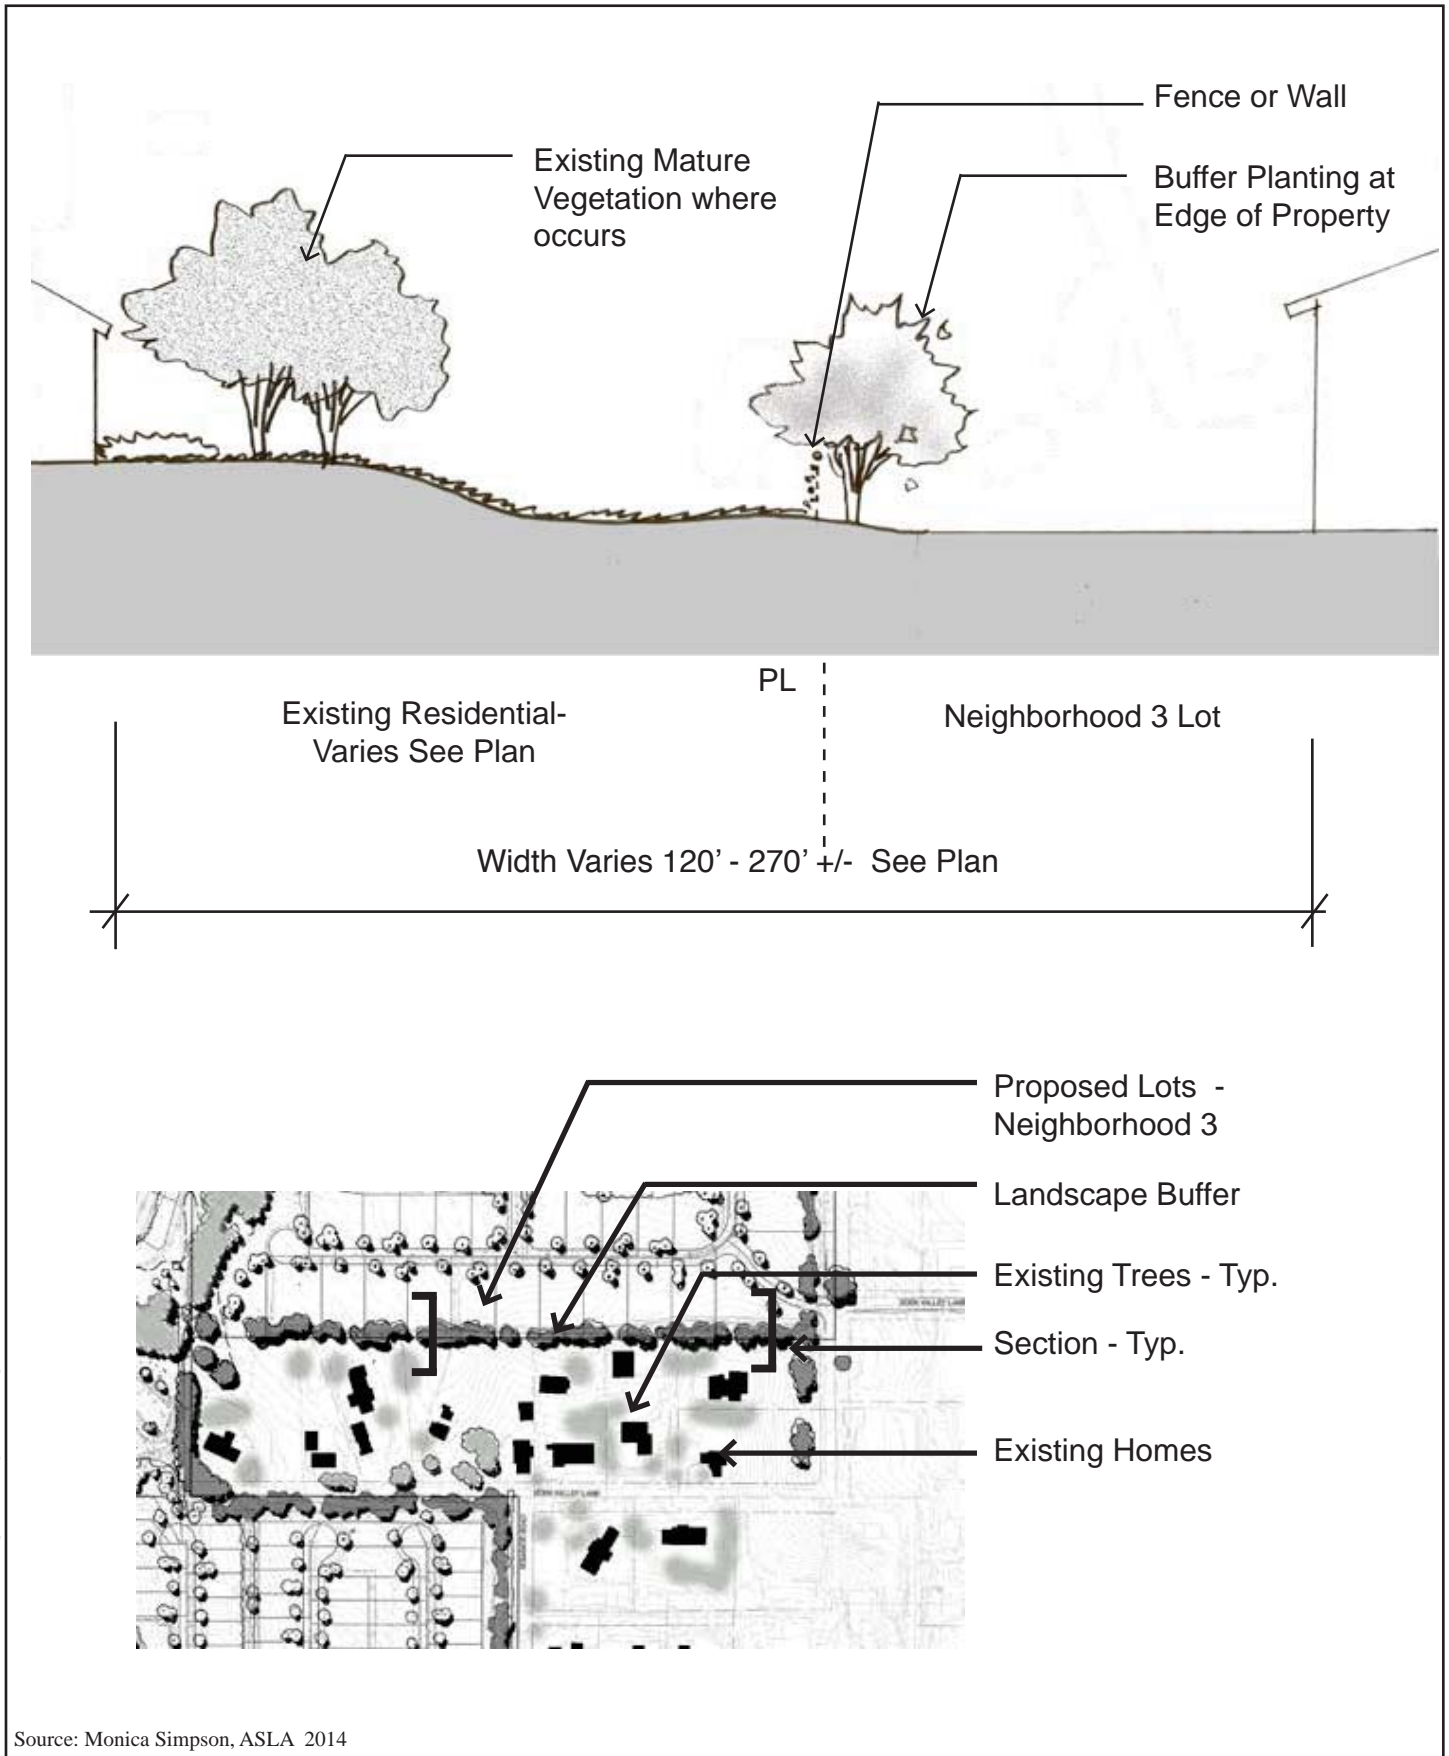 Fence or Wall
Existing Mature
Vegetation where
occurs
Buffer Planting at
Edge of Property
PL
Existing Residential-
Varies See Plan
Neighborhood 3 Lot
Width Varies 120’ - 270’ +/-  See Plan
Proposed Lots  -
Neighborhood 3
Landscape Buffer
Existing Trees - Typ.
Section - Typ.
Existing Homes
Source: Monica Simpson, ASLA  2014